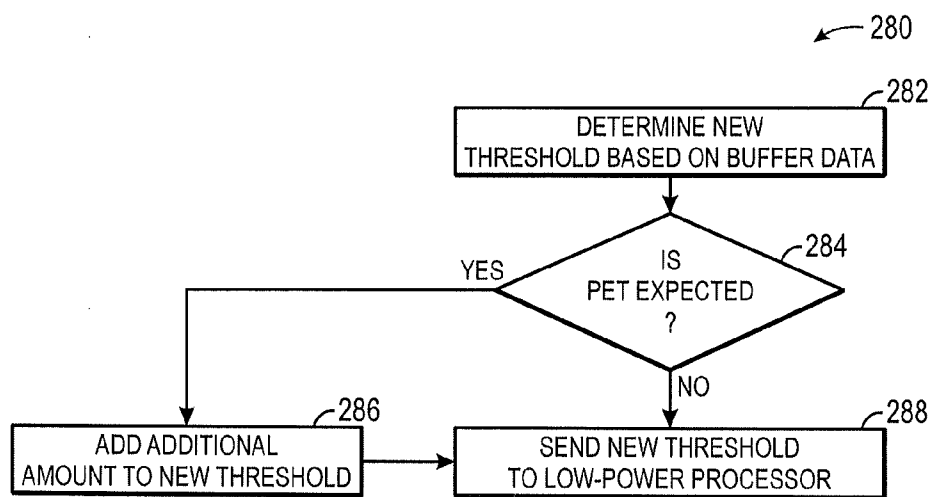 280
282
DETERMINE NEW
THRESHOLD BASED ON BUFFER DATA
284
IS
PET EXPECTED
?
YES
NO
286
ADD ADDITIONAL
AMOUNT TO NEW THRESHOLD
288
SEND NEW THRESHOLD
TO LOW-POWER PROCESSOR